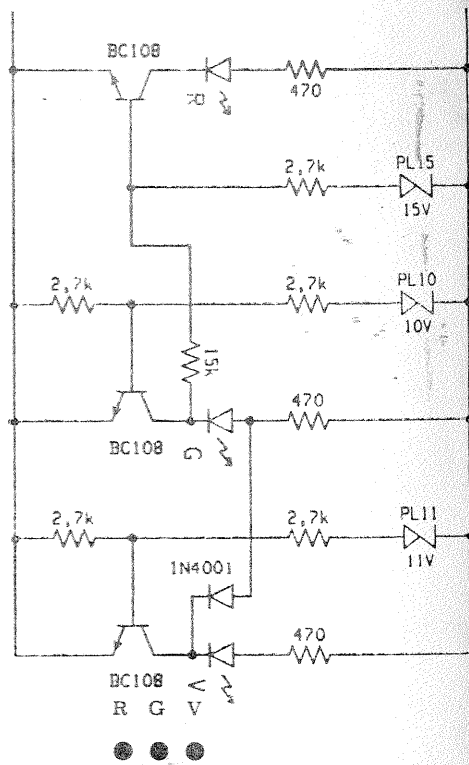 BC108
R
470
2,7k
PL15
15V
2,7k
2,7k
PL10
10V
15k
470
BC108
G
2,7k
2,7k
PL11
11V
1N4001
470
BC108
V
R G V